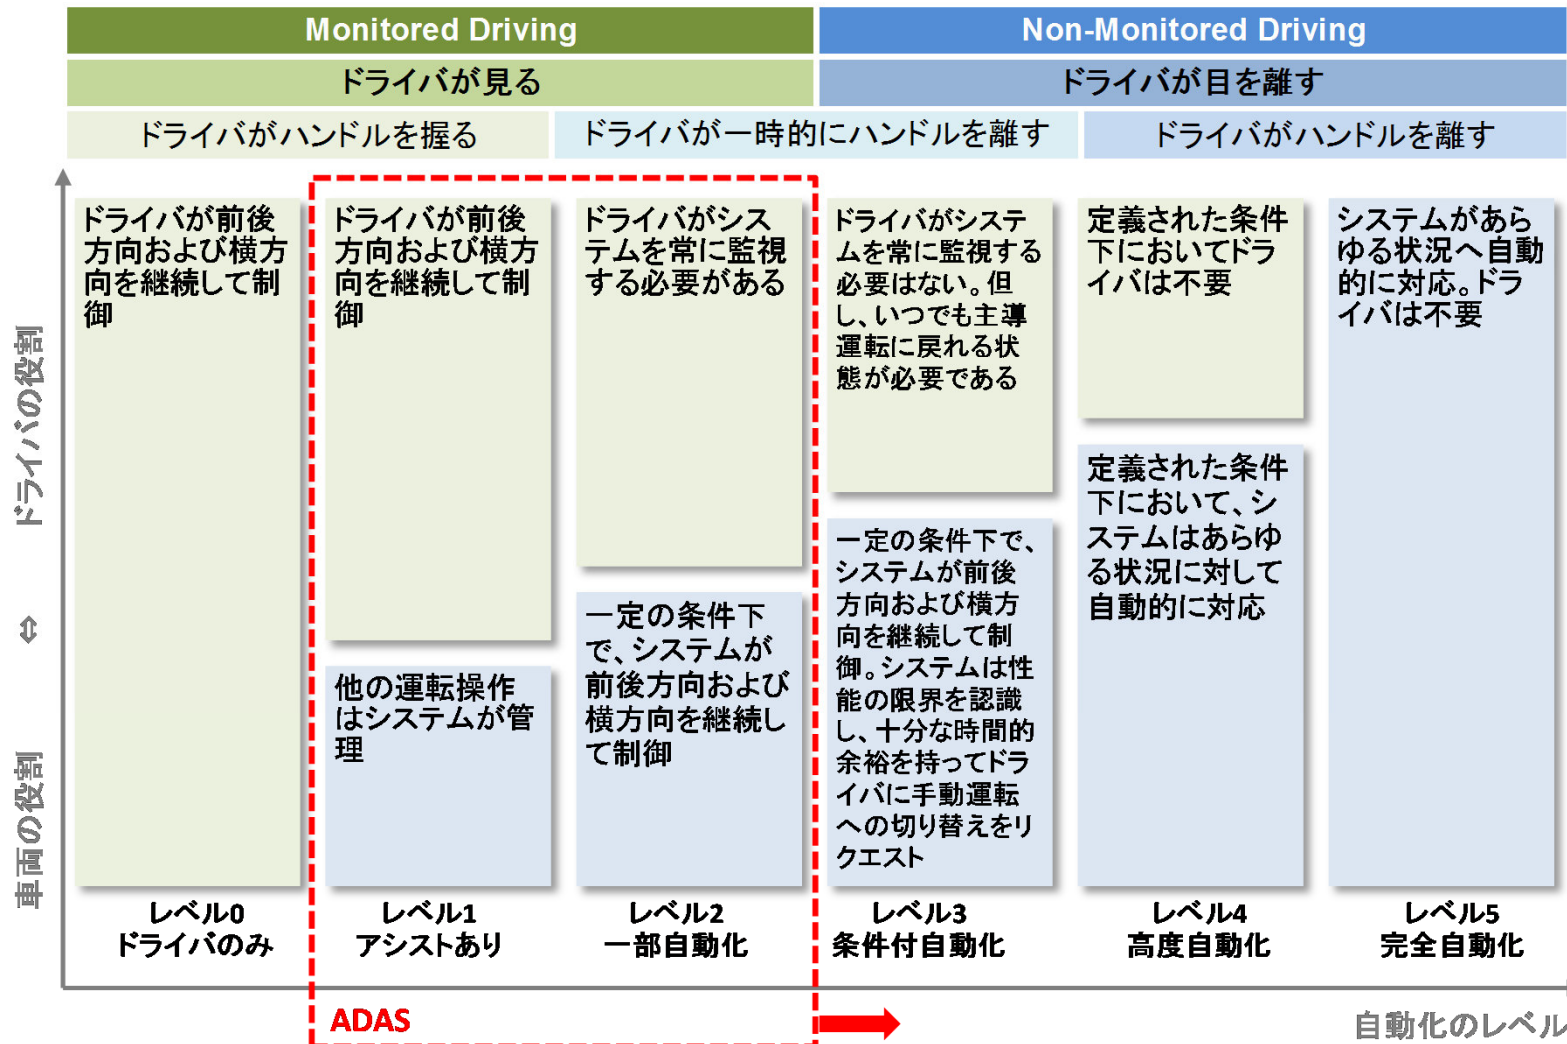 Monitored Driving
Non-Monitored Driving
ドライバが見る
ドライバが目を離す
ドライバがハンドルを握る
ドライバが一時的にハンドルを離す
ドライバがハンドルを離す
ドライバの役割
⇔
車両の役割
ドライバが前後
方向および横方
向を継続して制
御
レベル0
ドライバのみ
ドライバが前後
方向および横方
向を継続して制
御
他の運転操作
はシステムが管
理
レベル1
アシストあり
ドライバがシス
テムを常に監視
する必要がある
一定の条件下
で、システムが
前後方向および
横方向を継続し
て制御
レベル2
一部自動化
ドライバがシステ
ムを常に監視する
必要はない。但
し、いつでも主導
運転に戻れる状
態が必要である
一定の条件下で、
システムが前後
方向および横方
向を継続して制
御。システムは性
能の限界を認識
し、十分な時間的
余裕を持ってドラ
イバに手動運転
への切り替えをリ
クエスト
レベル3
条件付自動化
定義された条件
下においてドラ
イバは不要
定義された条件
下において、シ
ステムはあらゆ
る状況に対して
自動的に対応
レベル4
高度自動化
システムがあら
ゆる状況へ自動
的に対応。ドラ
イバは不要
レベル5
完全自動化
ADAS
自動化のレベル